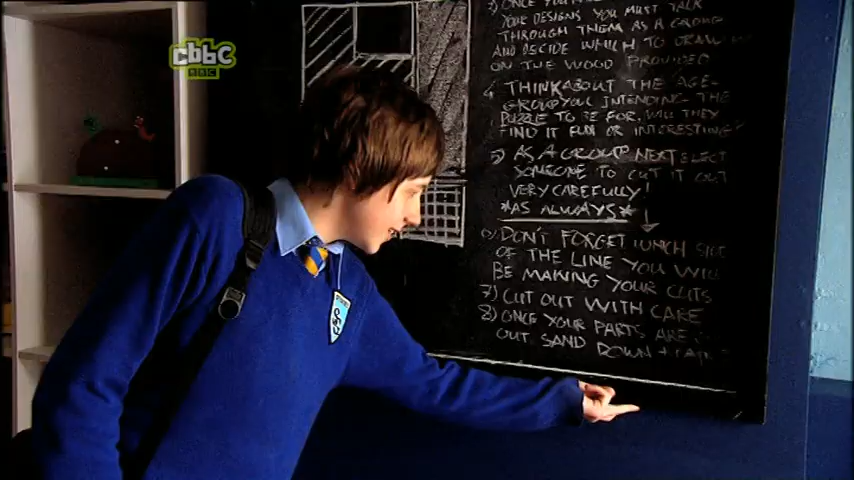 cbbc
BBC
YOUR DESIGNS YOU MUST TALK
THROUGH THEM AS A GROUP
AND DECIDE WHICH TO DRAW
ON THE WOOD PROVIDED
THINK ABOUT THE AGE-
GROUP YOU INTENDING THE
PUZZLE TO BE FOR. WILL THEY
FIND IT FUN OR INTERESTING?
5) AS A GROUP NEXT SELECT
SOMEONE TO CUT IT OUT
VERY CAREFULLY!
*AS ALWAYS*
DON'T FORGET WHICH SIDE
OF THE LINE YOU WILL
BE MAKING YOUR CUTS
7) CUT OUT WITH CARE
8) ONCE YOUR PARTS ARE
OUT, SAND DOWN +